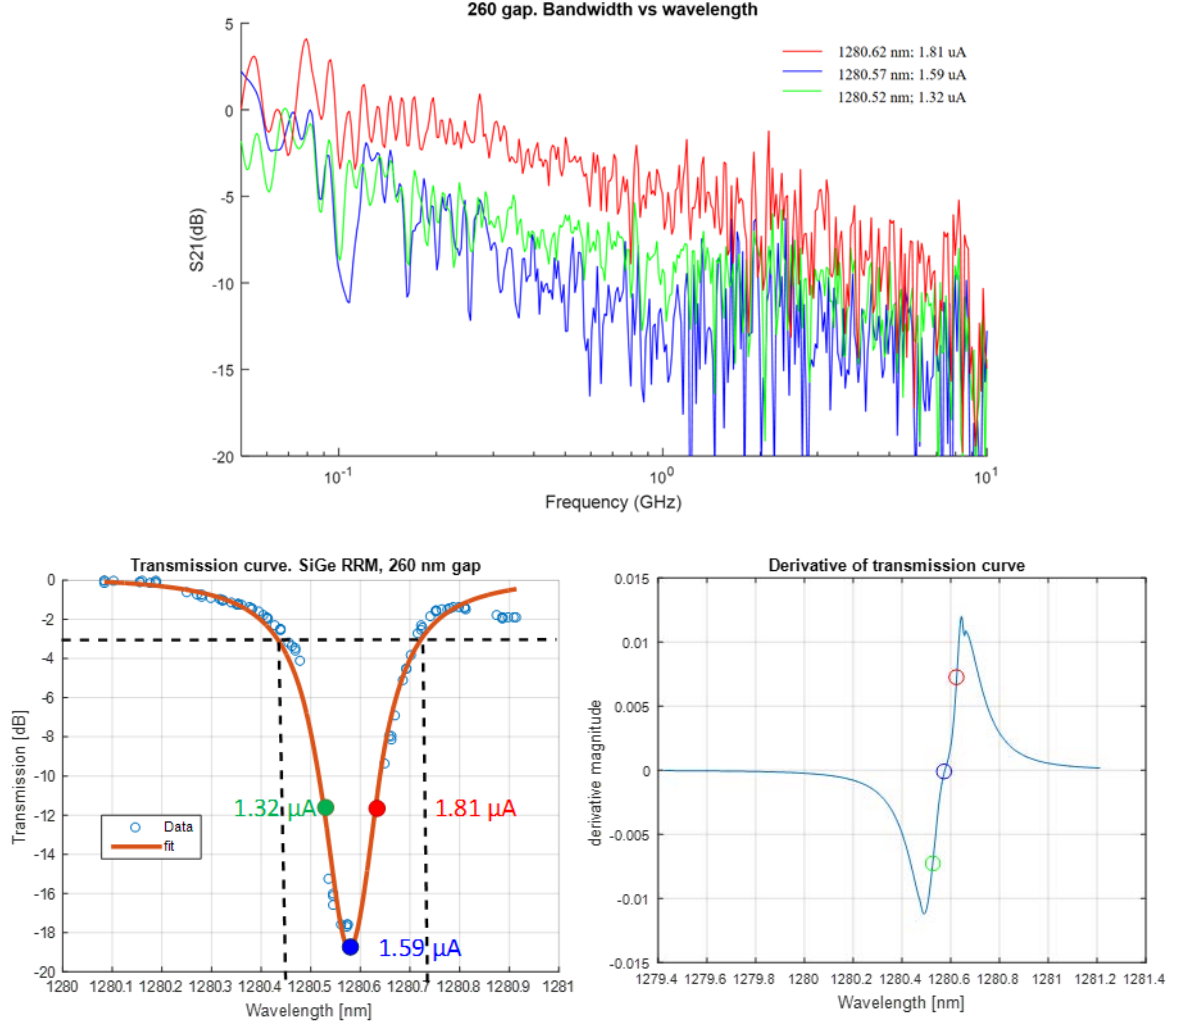 260 gap. Bandwidth vs wavelength
5
0
-5
-10
-15
-20
S21(dB)
1280.62 nm; 1.81 uA
1280.57 nm; 1.59 uA
1280.52 nm; 1.32 uA
10-1
100
101
Frequency (GHz)
Transmission curve. SiGe RRM, 260 nm gap
0
-2
-4
-6
-8
-10
-12
-14
-16
-18
-20
Transmission [dB]
1.32 µA
1.81 µA
1.59 µA
Data
fit
1280 1280.1 1280.2 1280.3 1280.4 1280.5 1280.6 1280.7 1280.8 1280.9 1281
Wavelength [nm]
Derivative of transmission curve
0.015
0.01
0.005
0
-0.005
-0.01
-0.015
derivative magnitude
1279.4 1279.6 1279.8 1280 1280.2 1280.4 1280.6 1280.8 1281 1281.2 1281.4
Wavelength [nm]